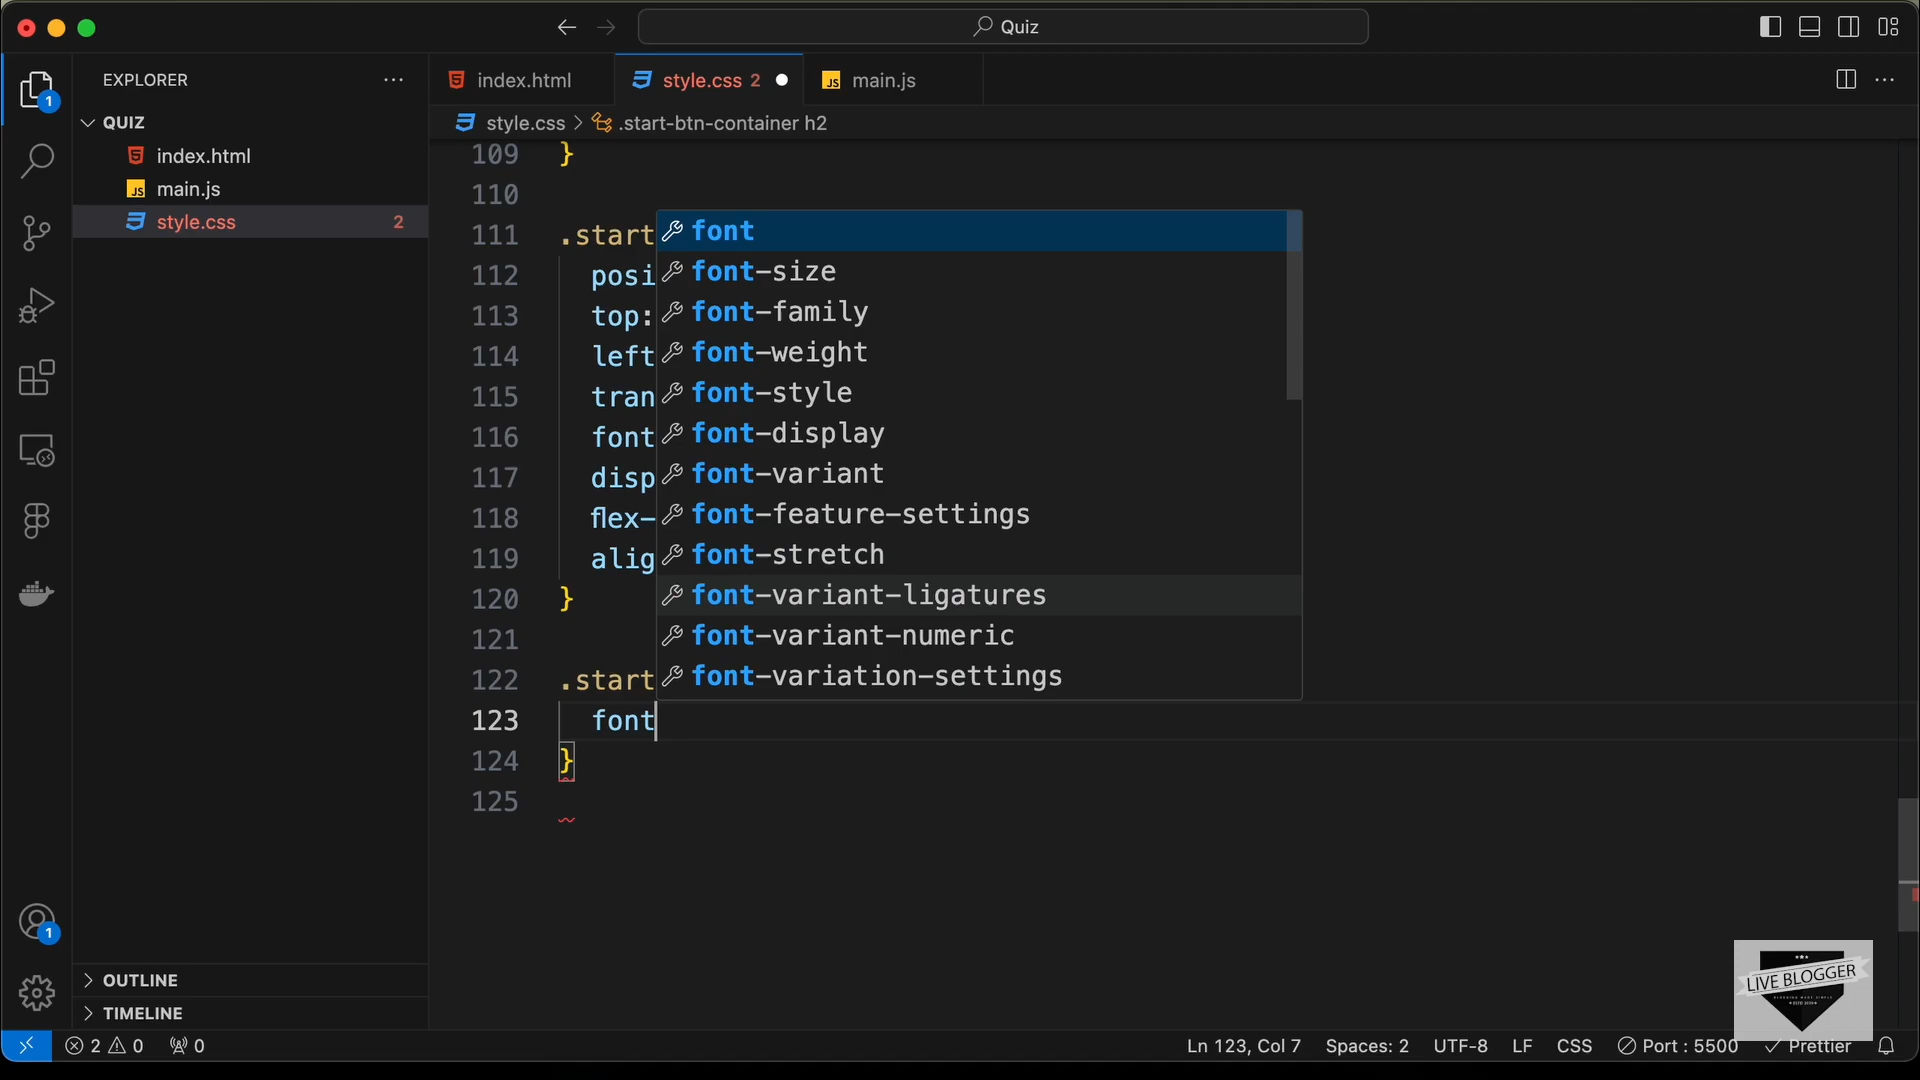 Quiz
EXPLORER
index.html
style.css 2
main.js
1
QUIZ
style.css > .start-btn-container h2
index.html
main.js
style.css 2
109 }
110
111 .start
112 posi
113 top:
114 left
115 tran
116 font
117 disp
118 flex-
119 alig
120 }
121
122 .start
123 font
124 }
125
font
font-size
font-family
font-weight
font-style
font-display
font-variant
font-feature-settings
font-stretch
font-variant-ligatures
font-variant-numeric
font-variation-settings
1
OUTLINE
TIMELINE
LIVE BLOGGER
2 0 0
Ln 123, Col 7 Spaces: 2 UTF-8 LF CSS Port : 5500 Prettier